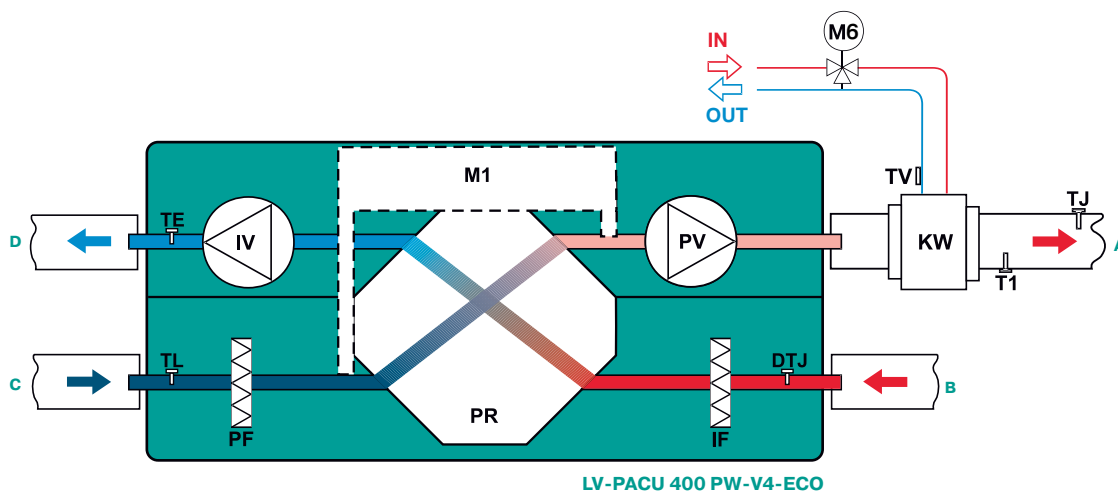 M6
IN
OUT
M1
TV
TE
IV
PV
KW
TJ
D
A
T1
TL
DTJ
C
B
PR
PF
IF
LV-PACU 400 PW-V4-ECO